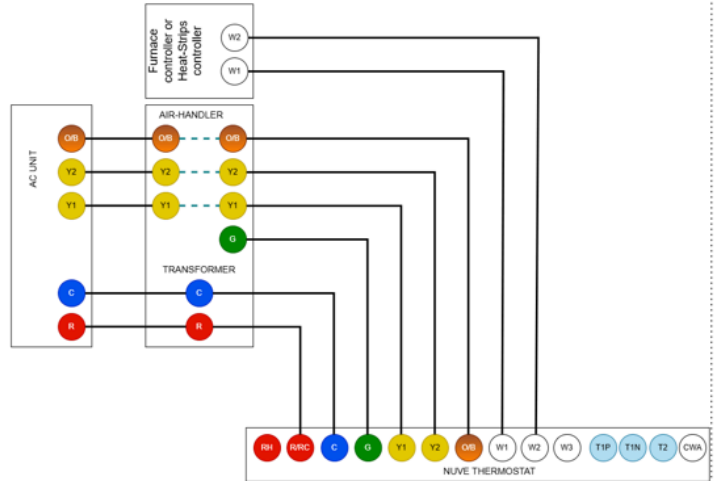 Furnace
controller or
Heat-Strips
controller
W2
W1
AIR-HANDLER
AC UNIT
O/B O/B O/B
Y2 Y2 Y2
Y1 Y1 Y1
G
TRANSFORMER
C C
R R
RH R/RC C G Y1 Y2 O/B W1 W2 W3 T1P T1N T2 CW/A
NUVE THERMOSTAT